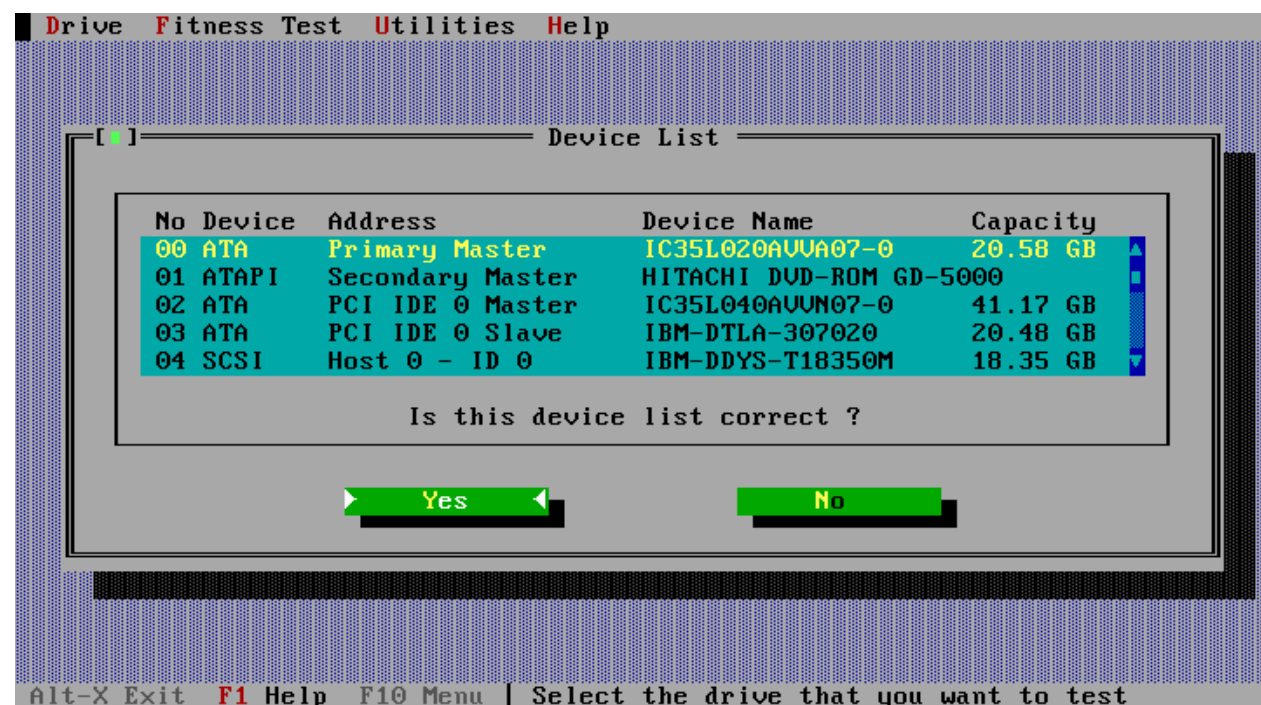 Drive Fitness Test Utilities Help
Device List
No Device Address Device Name Capacity
00 ATA Primary Master IC35L020AVVA07-0 20.58 GB
01 ATAPI Secondary Master HITACHI DVD-ROM GD-5000
02 ATA PCI IDE 0 Master IC35L040AVVN07-0 41.17 GB
03 ATA PCI IDE 0 Slave IBM-DTLA-307020 20.48 GB
04 SCSI Host 0 - ID 0 IBM-DDYS-T18350M 18.35 GB
Is this device list correct ?
Yes No
Alt-X Exit F1 Help F10 Menu | Select the drive that you want to test